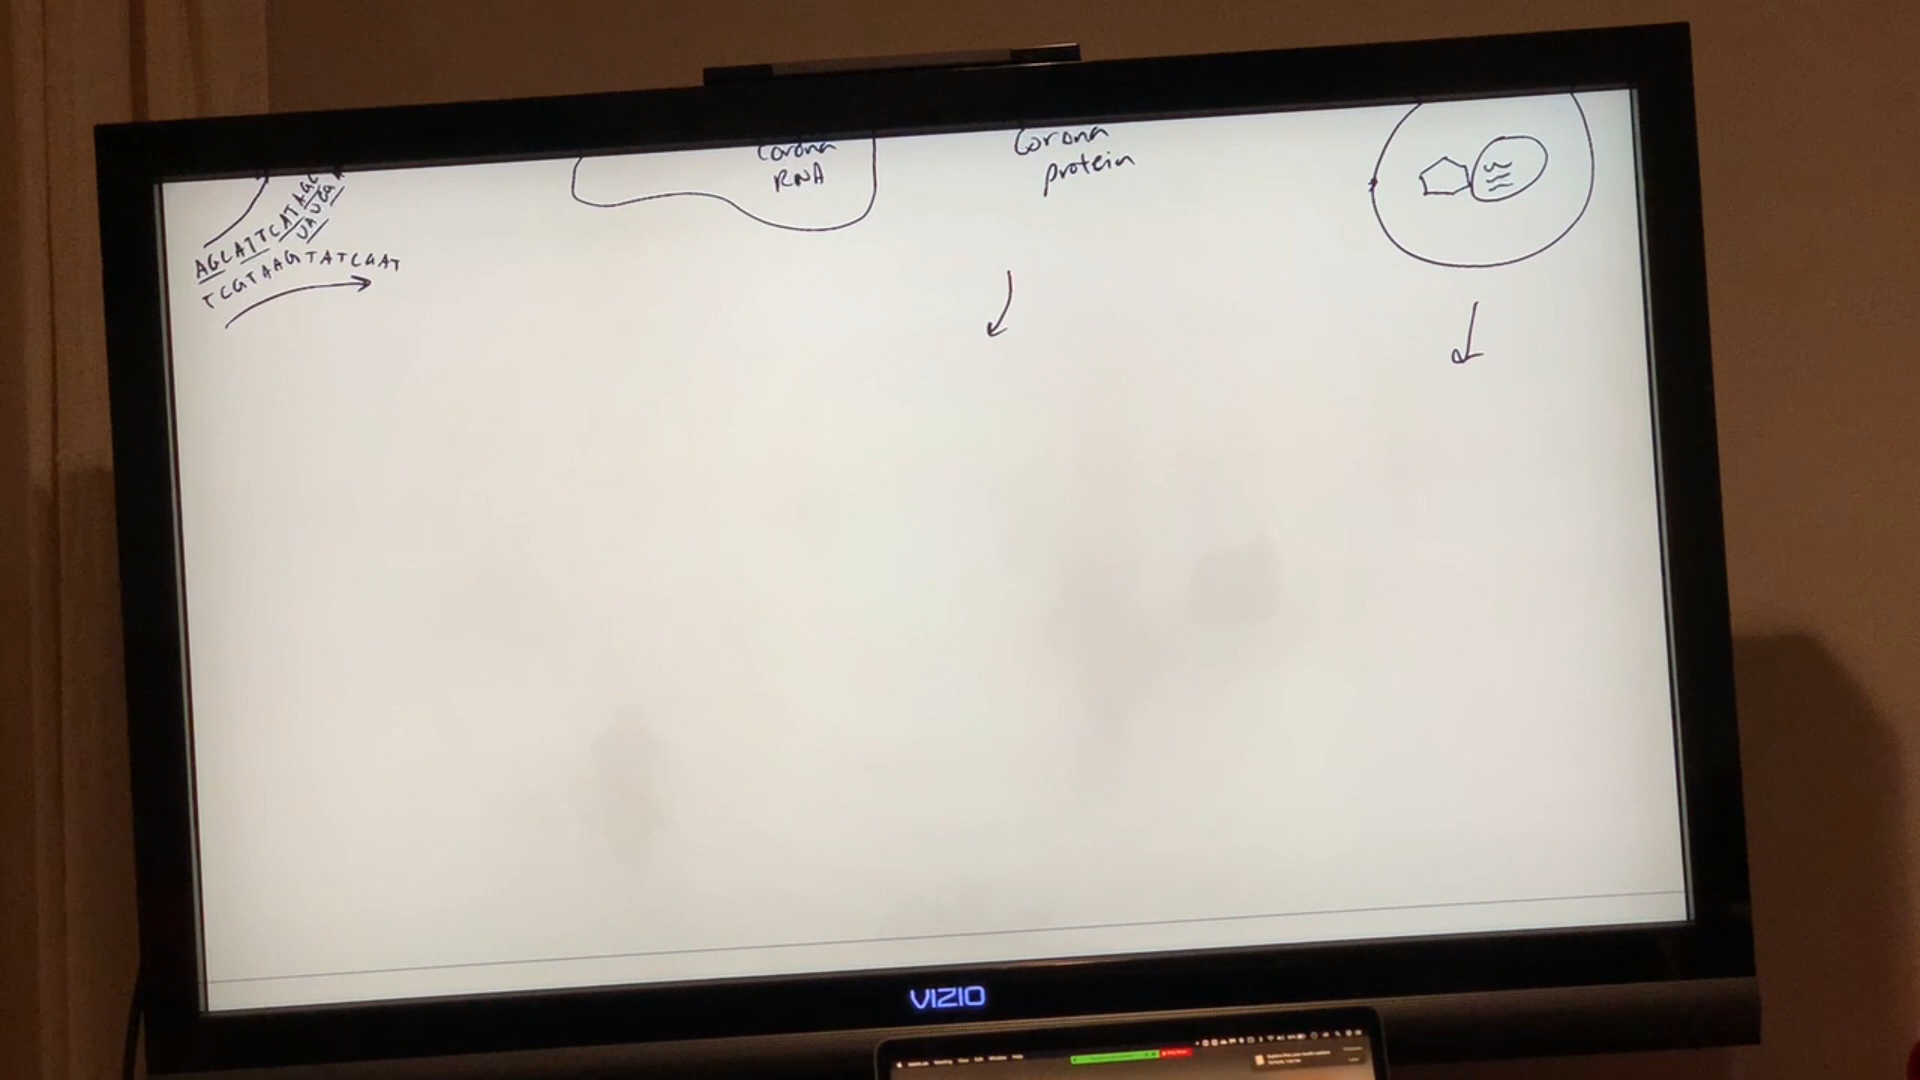 Corona
RNA
Corona
protein
AGCATTCATAGC
UAUCG
TCGTAAGTATCGAT
VIZIO